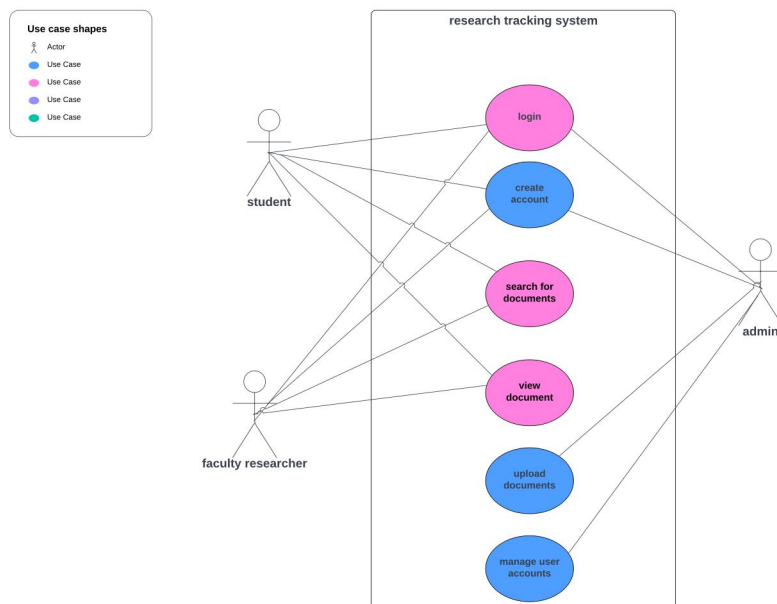 Use case shapes
Actor
Use Case
Use Case
Use Case
Use Case
research tracking system
login
create
account
search for
documents
view
document
upload
documents
manage user
accounts
student
faculty researcher
admin